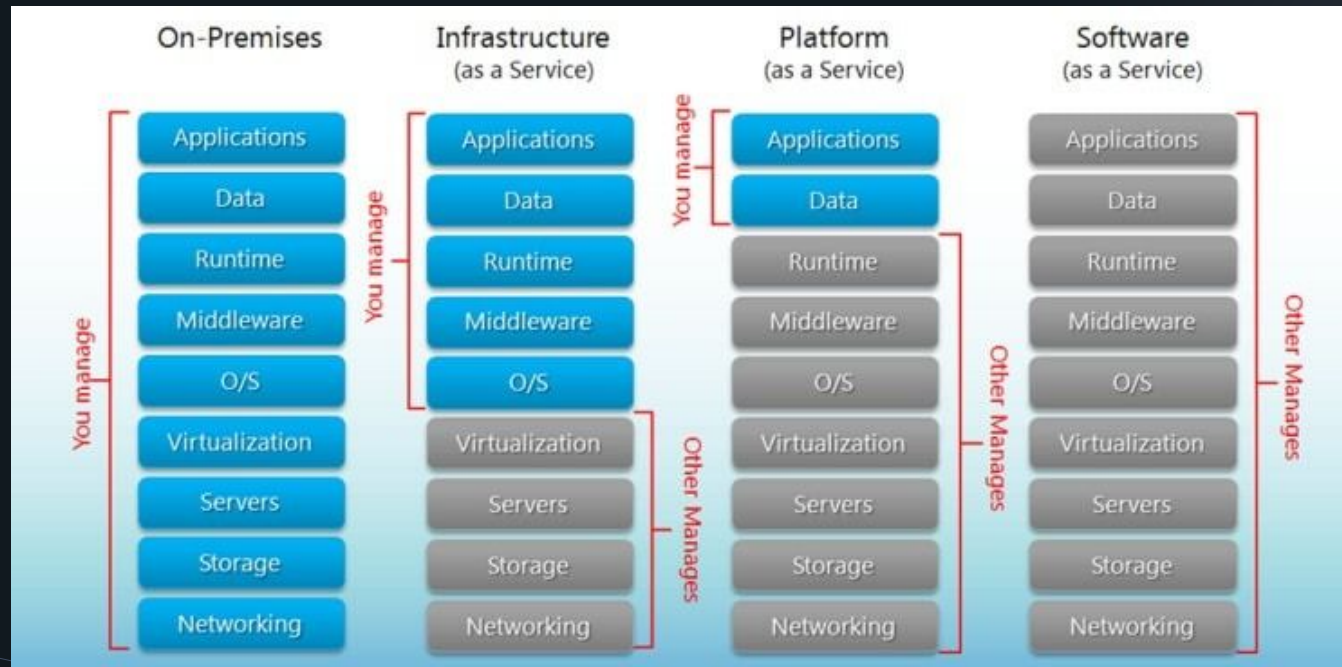 On-Premises
You manage
Applications
Data
Runtime
Middleware
O/S
Virtualization
Servers
Storage
Networking
Infrastructure
(as a Service)
You manage
Applications
Data
Runtime
Middleware
O/S
Virtualization
Servers
Storage
Networking
Other Manages
Platform
(as a Service)
You manage
Applications
Data
Runtime
Middleware
O/S
Virtualization
Servers
Storage
Networking
Other Manages
Software
(as a Service)
Applications
Data
Runtime
Middleware
O/S
Virtualization
Servers
Storage
Networking
Other Manages